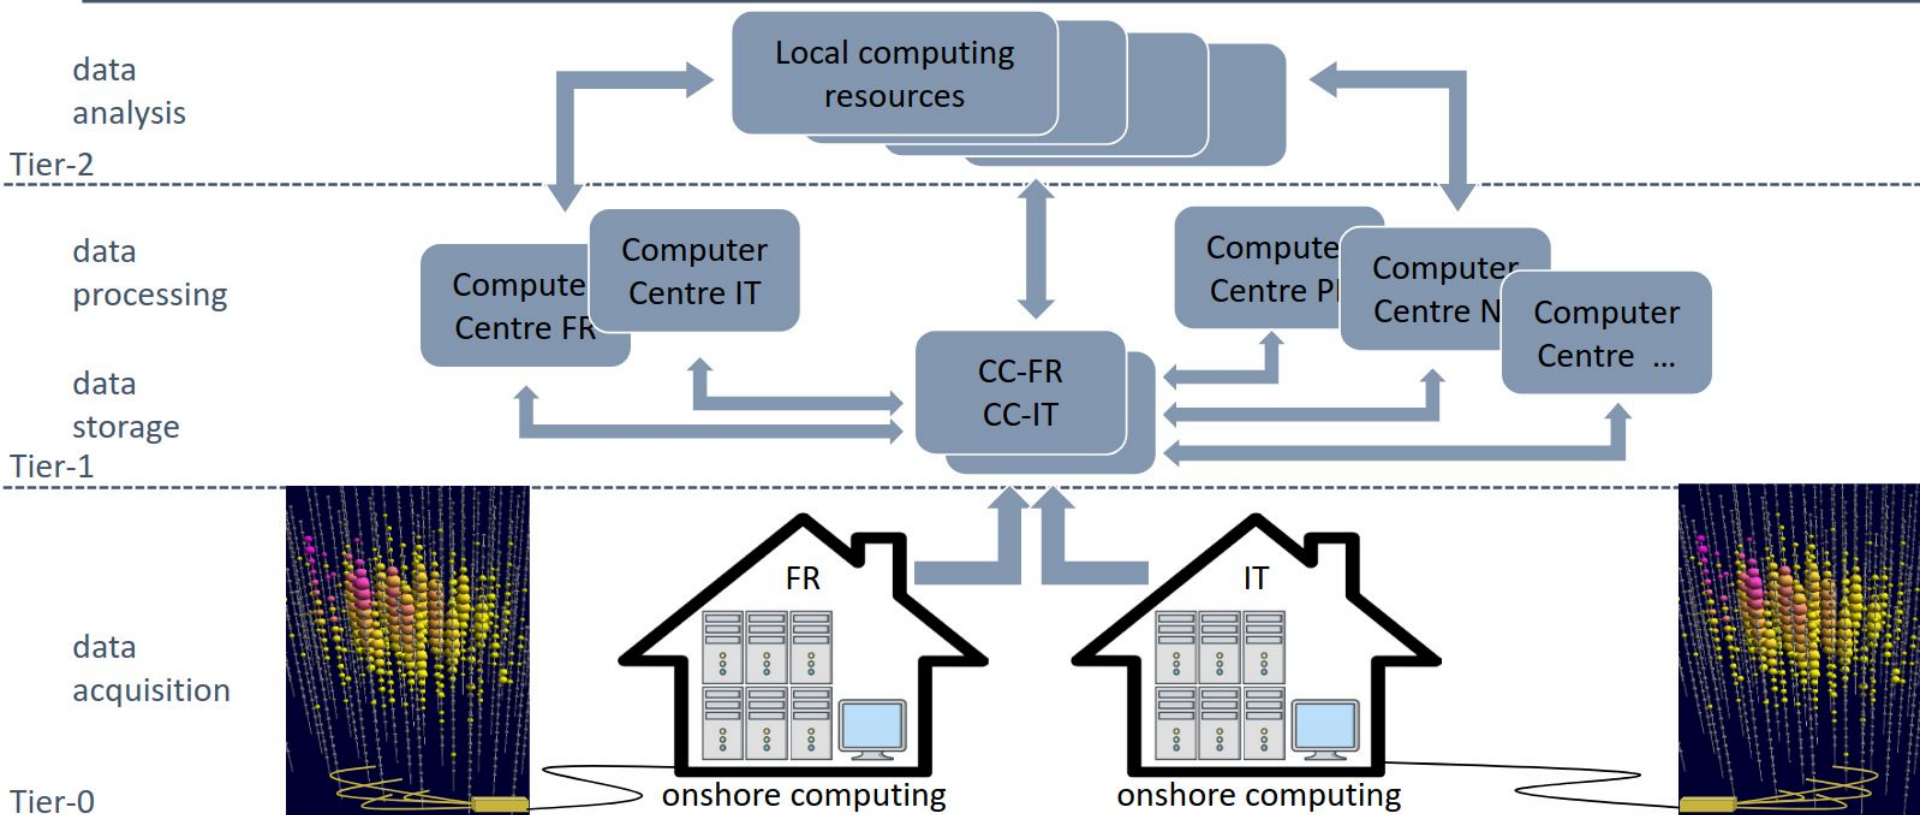 data
analysis
Tier-2
Local computing
resources
data
processing
Compute
Centre FR
Computer
Centre IT
Compute
Centre P
Computer
Centre N
Computer
Centre ...
data
storage
Tier-1
CC-FR
CC-IT
data
acquisition
Tier-0
FR
onshore computing
IT
onshore computing